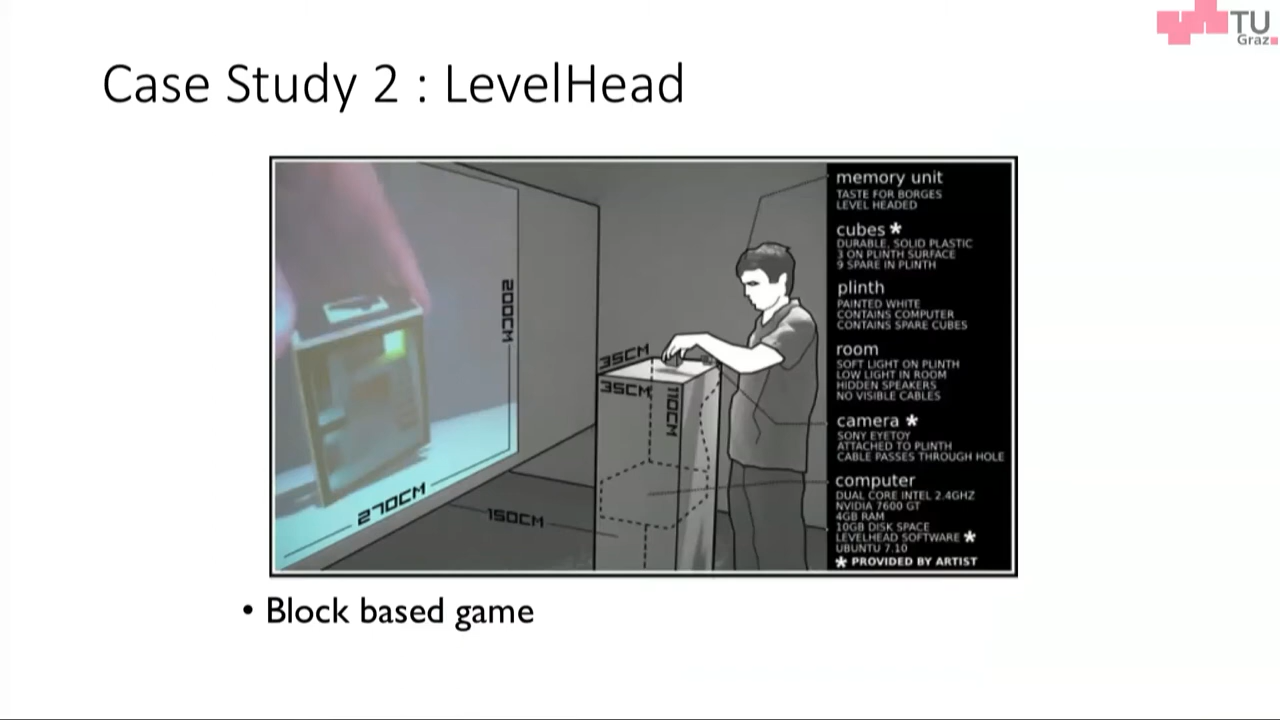 TU
Graz
Case Study 2 : LevelHead
200CM
270CM
150CM
35CM
35CM
110CM
memory unit
TASTE FOR BORGES
LEVEL HEADED
cubes *
DURABLE, SOLID PLASTIC
3 ON PLINTH SURFACE
9 SPARE IN PLINTH
plinth
PAINTED WHITE
CONTAINS COMPUTER
CONTAINS SPARE CUBES
room
SOFT LIGHT ON PLINTH
LOW LIGHT IN ROOM
HIDDEN SPEAKERS
NO VISIBLE CABLES
camera *
SONY EYETOY
ATTACHED TO PLINTH
CABLE PASSES THROUGH HOLE
computer
DUAL CORE INTEL 2.4GHZ
NVIDIA 7600 GT
4GB RAM
10GB DISK SPACE
LEVELHEAD SOFTWARE *
UBUNTU 7.10
* PROVIDED BY ARTIST
• Block based game